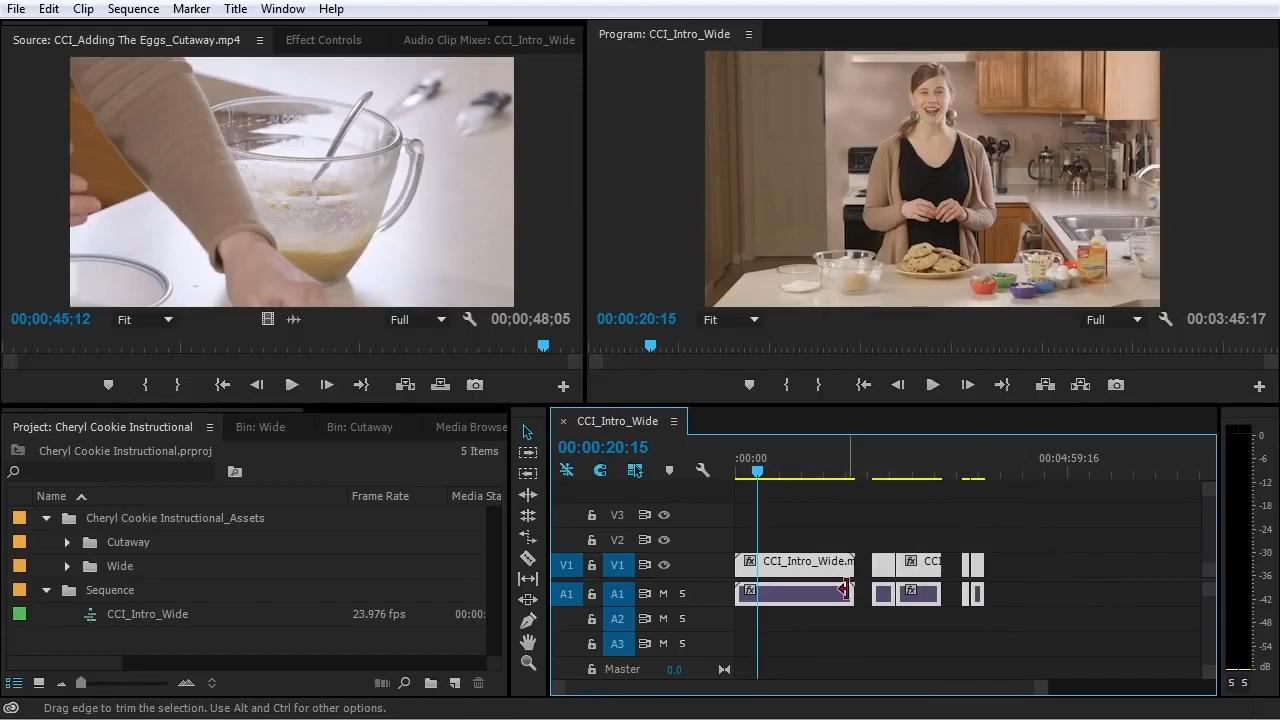 File Edit Clip Sequence Marker Title Window Help
Source: CCI_Adding The Eggs_Cutaway.mp4 Effect Controls Audio Clip Mixer: CCI_Intro_Wide
Program: CCI_Intro_Wide
00;00;45;12 Fit Full 00;00;48;05
00:00:20:15 Fit Full 00:03:45:17
Project: Cheryl Cookie Instructional Bin: Wide Bin: Cutaway Media Browse
Cheryl Cookie Instructional.prproj 5 Items
Name Frame Rate Media Sta
Cheryl Cookie Instructional_Assets
Cutaway
Wide
Sequence
CCI_Intro_Wide 23.976 fps 00:00:
× CCI_Intro_Wide
00:00:20:15
:00:00 00:04:59:16
V3
V2
V1 V1 fx CCI_Intro_Wide.m fx CCI
A1 A1 M S fx fx
A2 M S
A3 M S
Master 0.0
0
-6
-12
-18
-24
-30
-36
-42
-48
-54
dB
S S
Drag edge to trim the selection. Use Alt and Ctrl for other options.